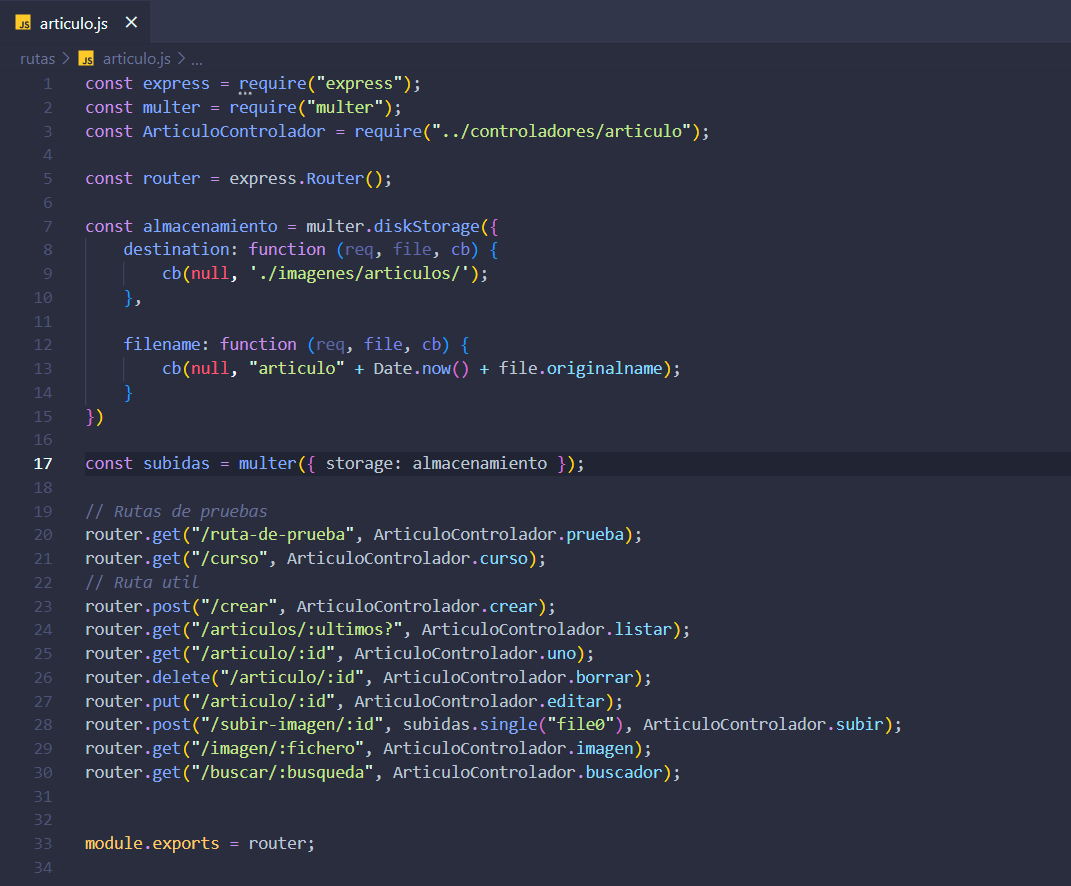 JS articulo.js ×
rutas > JS articulo.js > ...
1 const express = require("express");
2 const multer = require("multer");
3 const ArticuloControlador = require("../controladores/articulo");
4
5 const router = express.Router();
6
7 const almacenamiento = multer.diskStorage({
8     destination: function (req, file, cb) {
9         cb(null, './imagenes/articulos/');
10     },
11
12     filename: function (req, file, cb) {
13         cb(null, "articulo" + Date.now() + file.originalname);
14     }
15 })
16
17 const subidas = multer({ storage: almacenamiento });
18
19 // Rutas de pruebas
20 router.get("/ruta-de-prueba", ArticuloControlador.prueba);
21 router.get("/curso", ArticuloControlador.curso);
22 // Ruta util
23 router.post("/crear", ArticuloControlador.crear);
24 router.get("/articulos/:ultimos?", ArticuloControlador.listar);
25 router.get("/articulo/:id", ArticuloControlador.uno);
26 router.delete("/articulo/:id", ArticuloControlador.borrar);
27 router.put("/articulo/:id", ArticuloControlador.editar);
28 router.post("/subir-imagen/:id", subidas.single("file0"), ArticuloControlador.subir);
29 router.get("/imagen/:fichero", ArticuloControlador.imagen);
30 router.get("/buscar/:busqueda", ArticuloControlador.buscador);
31
32
33 module.exports = router;
34